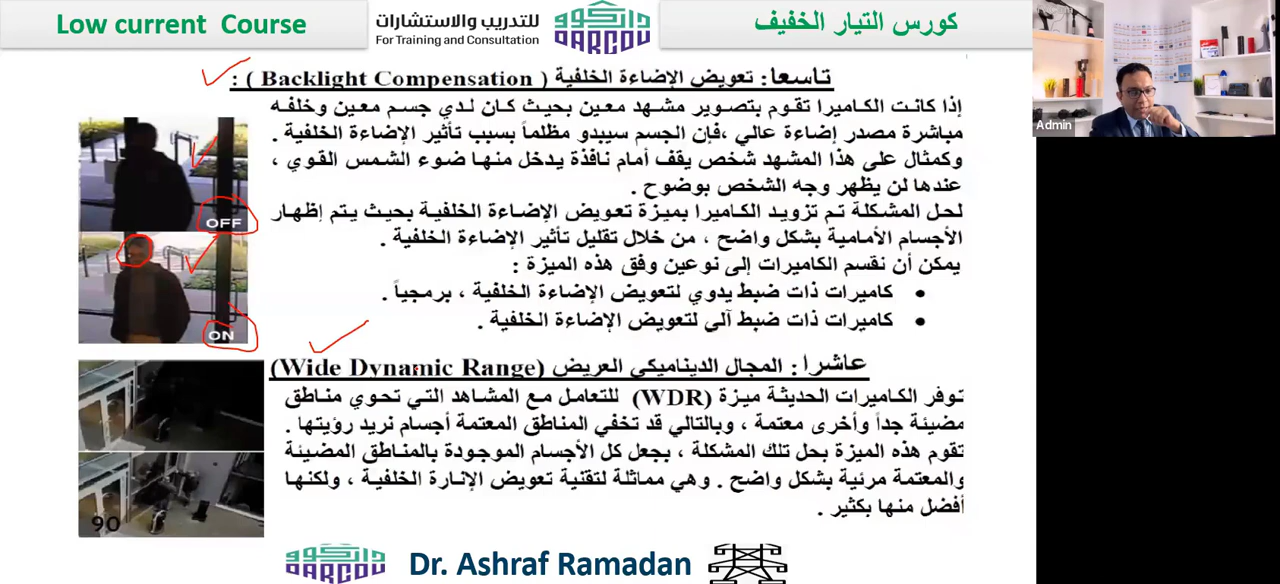 Low current Course
للتدريب والاستشارات
For Training and Consultation
داركو
DARCOU
كورس التيار الخفيف
Admin
تاسعا: تعويض الإضاءة الخلفية ( Backlight Compensation ) :
إذا كانت الكاميرا تقوم بتصوير مشهد معين بحيث كان لدي جسم معين وخلفه
مباشرة مصدر إضاءة عالي ،فإن الجسم سيبدو مظلماً بسبب تأثير الإضاءة الخلفية .
وكمثال على هذا المشهد شخص يقف أمام نافذة يدخل منها ضوء الشمس القوي ،
عندها لن يظهر وجه الشخص بوضوح .
لحل المشكلة تم تزويد الكاميرا بميزة تعويض الإضاءة الخلفية بحيث يتم إظهار
الأجسام الأمامية بشكل واضح ، من خلال تقليل تأثير الإضاءة الخلفية .
يمكن أن نقسم الكاميرات إلى نوعين وفق هذه الميزة :
• كاميرات ذات ضبط يدوي لتعويض الإضاءة الخلفية ، برمجياً .
• كاميرات ذات ضبط آلي لتعويض الإضاءة الخلفية .
OFF
ON
عاشرا: المجال الديناميكي العريض (Wide Dynamic Range)
توفر الكاميرات الحديثة ميزة (WDR) للتعامل مع المشاهد التي تحوي مناطق
مضيئة جداً وأخرى معتمة ، وبالتالي قد تخفي المناطق المعتمة أجسام نريد رؤيتها .
تقوم هذه الميزة بحل تلك المشكلة ، بجعل كل الأجسام الموجودة بالمناطق المضيئة
والمعتمة مرئية بشكل واضح . وهي مماثلة لتقنية تعويض الإنارة الخلفية ، ولكنها
أفضل منها بكثير .
90
داركو
DARCOU
Dr. Ashraf Ramadan